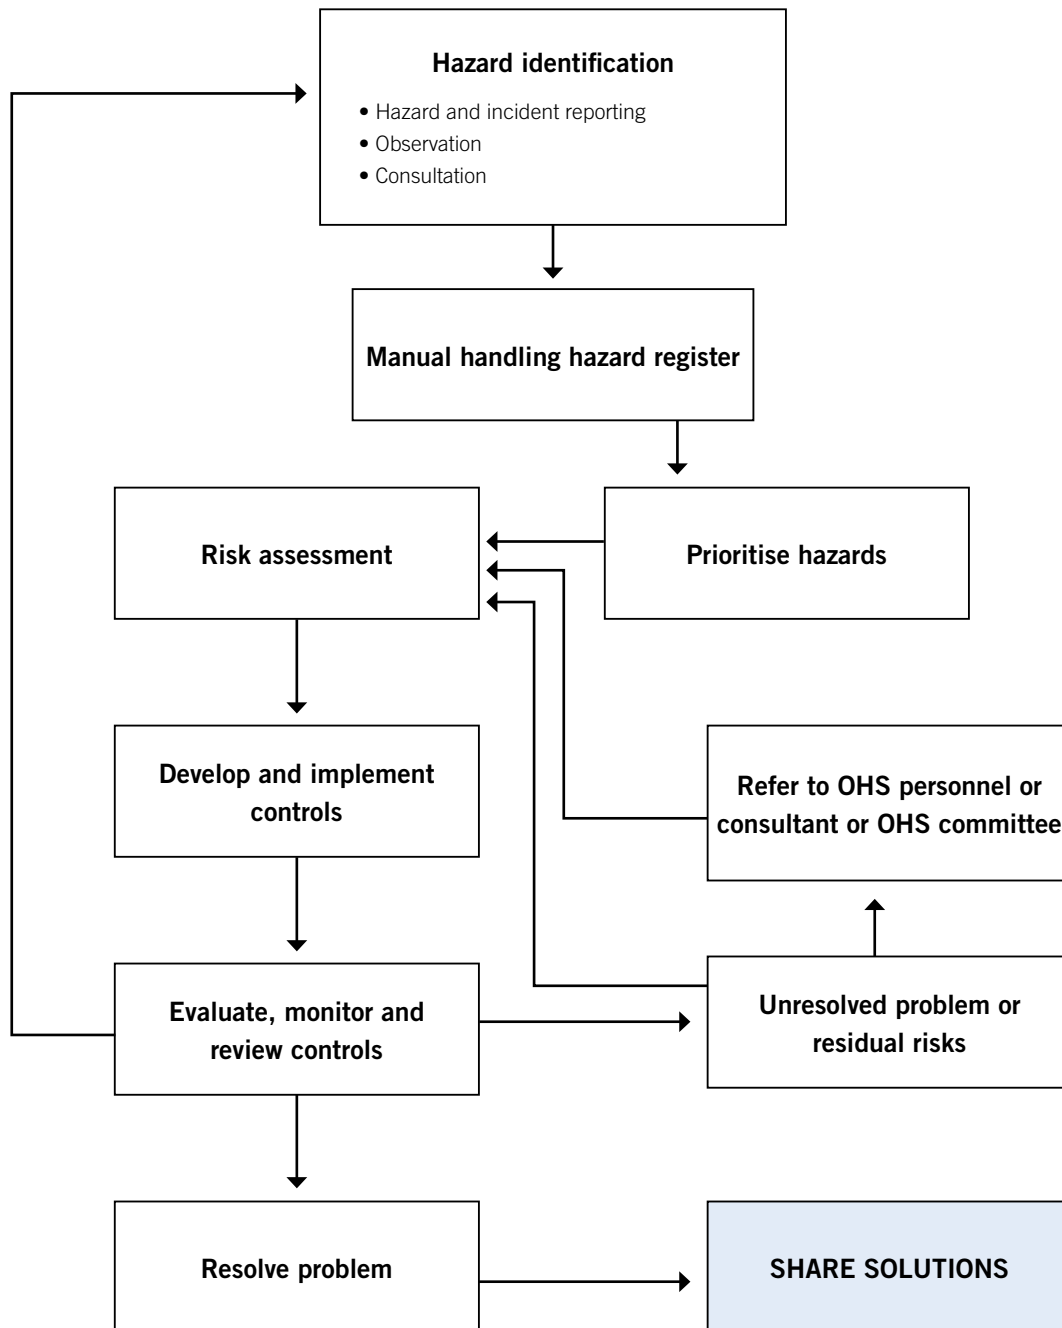 Hazard identification
• Hazard and incident reporting
• Observation
• Consultation
Manual handling hazard register
Risk assessment
Prioritise hazards
Develop and implement
controls
Refer to OHS personnel or
consultant or OHS committee
Evaluate, monitor and
review controls
Unresolved problem or
residual risks
Resolve problem
SHARE SOLUTIONS